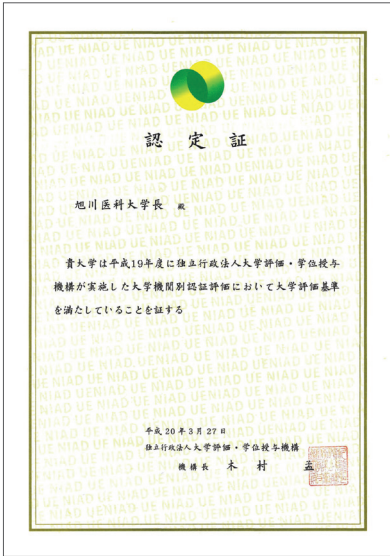 認定証
旭川医科大学長 殿
貴大学は平成19年度に独立行政法人大学評価・学位授与
機構が実施した大学機関別認証評価において大学評価基準
を満たしていることを証する
平成20年3月27日
独立行政法人大学評価・学位授与機構
機構長 木村 孟